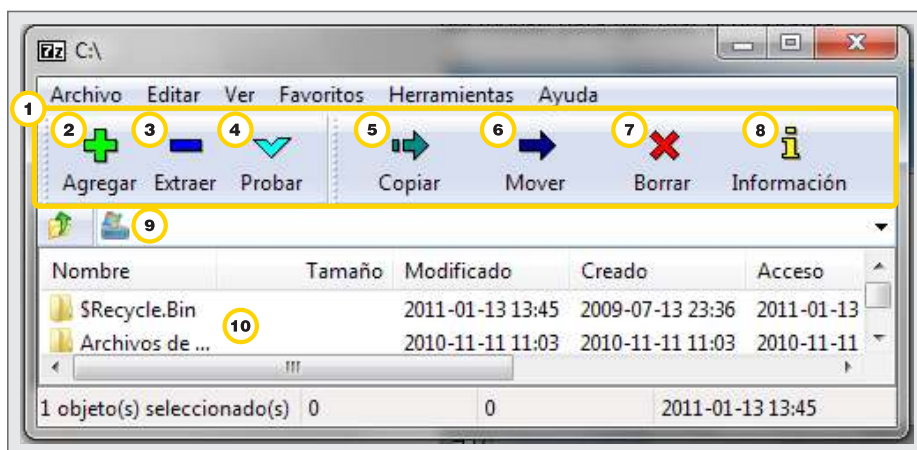 7z C:\
Archivo Editar Ver Favoritos Herramientas Ayuda
1
2 3 4 5 6 7 8
Agregar Extraer Probar Copiar Mover Borrar Información
9
Nombre Tamaño Modificado Creado Acceso
$Recycle.Bin 2011-01-13 13:45 2009-07-13 23:36 2011-01-13
10
Archivos de ... 2010-11-11 11:03 2010-11-11 11:03 2010-11-11
1 objeto(s) seleccionado(s) 0 0 2011-01-13 13:45